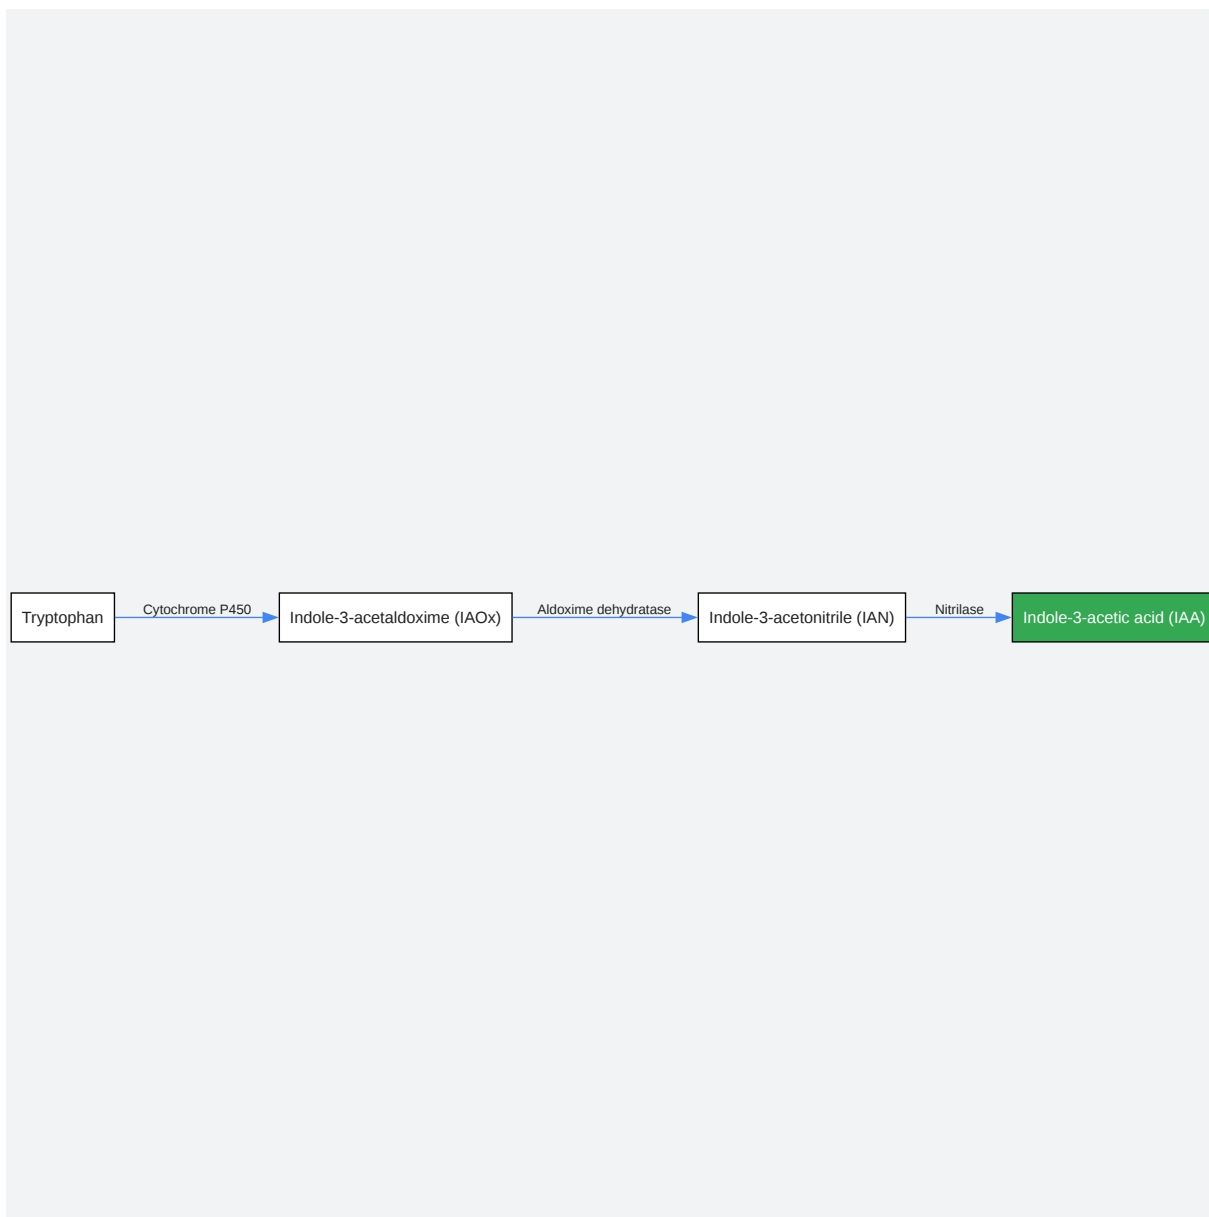 Tryptophan
Cytochrome P450
Indole-3-acetaldoxime (IAOx)
Aldoxime dehydratase
Indole-3-acetonitrile (IAN)
Nitrilase
Indole-3-acetic acid (IAA)